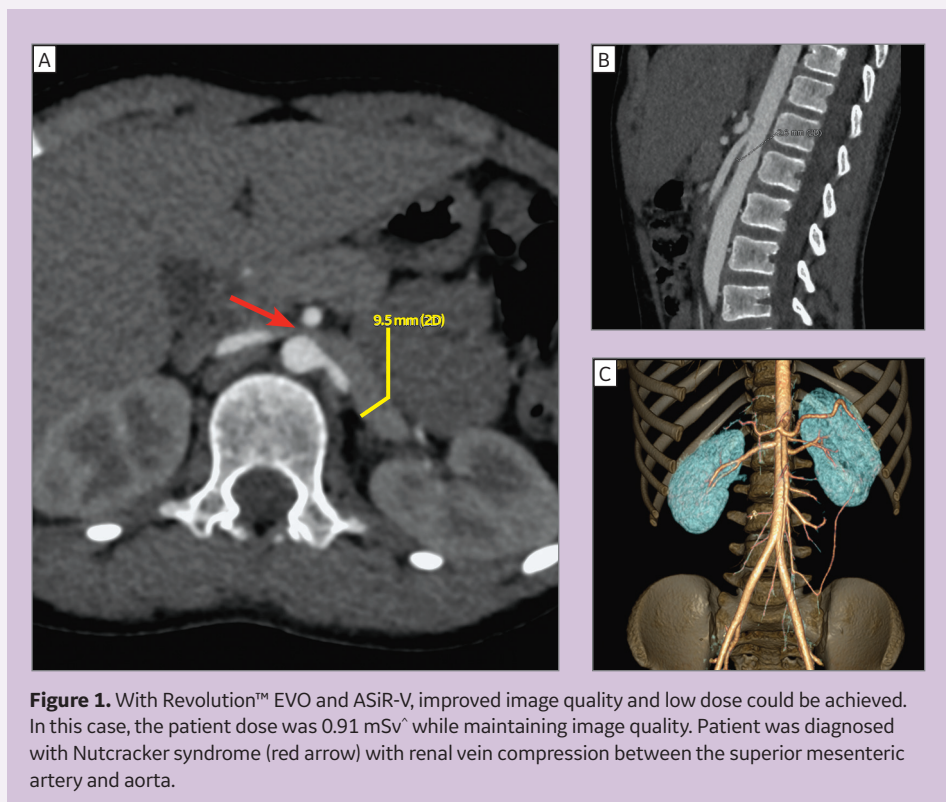 A
B
9.5 mm (2D)
C
Figure 1. With Revolution™ EVO and ASiR-V, improved image quality and low dose could be achieved.
In this case, the patient dose was 0.91 mSv^ while maintaining image quality. Patient was diagnosed
with Nutcracker syndrome (red arrow) with renal vein compression between the superior mesenteric
artery and aorta.